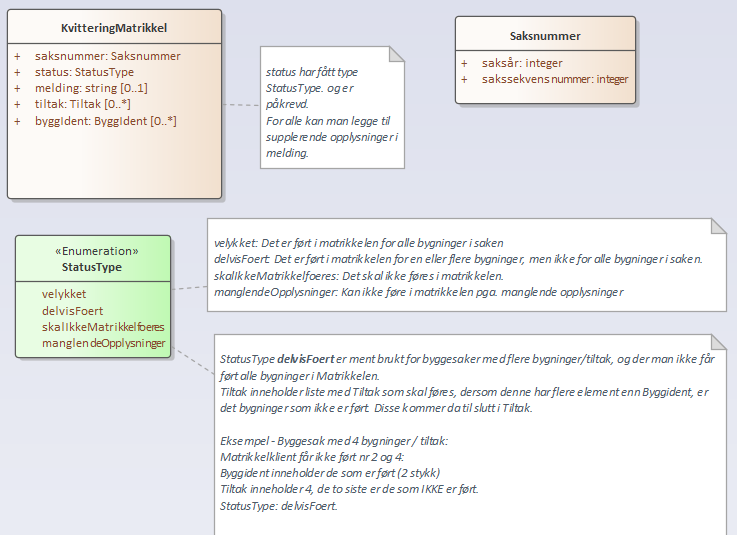 KvitteringMatrikkel
+ saksnummer: Saksnummer
+ status: StatusType
+ melding: string [0..1]
+ tiltak: Tiltak [0..*]
+ byggIdent: ByggIdent [0..*]
status har fått type
StatusType. og er
påkrevd.
For alle kan man legge til
supplerende opplysninger i
melding.
Saksnummer
+ saksår: integer
+ sakssekvensnummer: integer
«Enumeration»
StatusType
velykket
delvisFoert
skalIkkeMatrikkelfoeres
manglendeOpplysninger
velykket: Det er ført i matrikkelen for alle bygninger i saken
delvisFoert: Det er ført i matrikkelen for en eller flere bygninger, men ikke for alle bygninger i saken.
skalIkkeMatrikkelfoeres: Det skal ikke føres i matrikkelen.
manglendeOpplysninger: Kan ikke føre i matrikkelen pga. manglende opplysninger
StatusType delvisFoert er ment brukt for byggesaker med flere bygninger/tiltak, og der man ikke får
ført alle bygninger i Matrikkelen.
Tiltak inneholder liste med Tiltak som skal føres, dersom denne har flere element enn Byggident, er
det bygninger som ikke er ført. Disse kommer da til slutt i Tiltak.
Eksempel - Byggesak med 4 bygninger / tiltak:
Matrikkelklient får ikke ført nr 2 og 4:
Byggident inneholder de som er ført (2 stykk)
Tiltak inneholder 4, de to siste er de som IKKE er ført.
StatusType: delvisFoert.